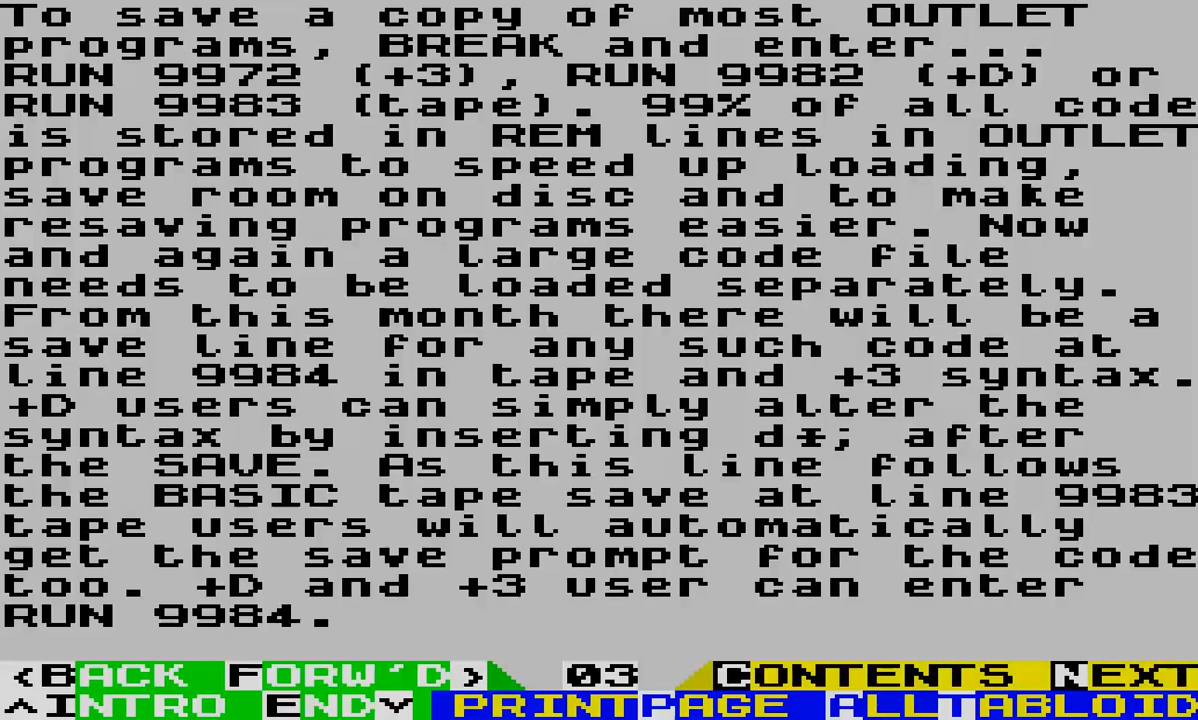 To save a copy of most OUTLET
programs, BREAK and enter...
RUN 9972 (+3), RUN 9982 (+D) or
RUN 9983 (tape). 99% of all code
is stored in REM lines in OUTLET
programs to speed up loading,
save room on disc and to make
resaving programs easier. Now
and again a large code file
needs to be loaded separately.
From this month there will be a
save line for any such code at
line 9984 in tape and +3 syntax.
+D users can simply alter the
syntax by inserting d*; after
the SAVE. As this line follows
the BASIC tape save at line 9983
tape users will automatically
get the save prompt for the code
too. +D and +3 user can enter
RUN 9984.
<BACK FORW'D> 03 CONTENTS NEXT
^INTRO ENDv PRINTPAGE ALLTABLOID